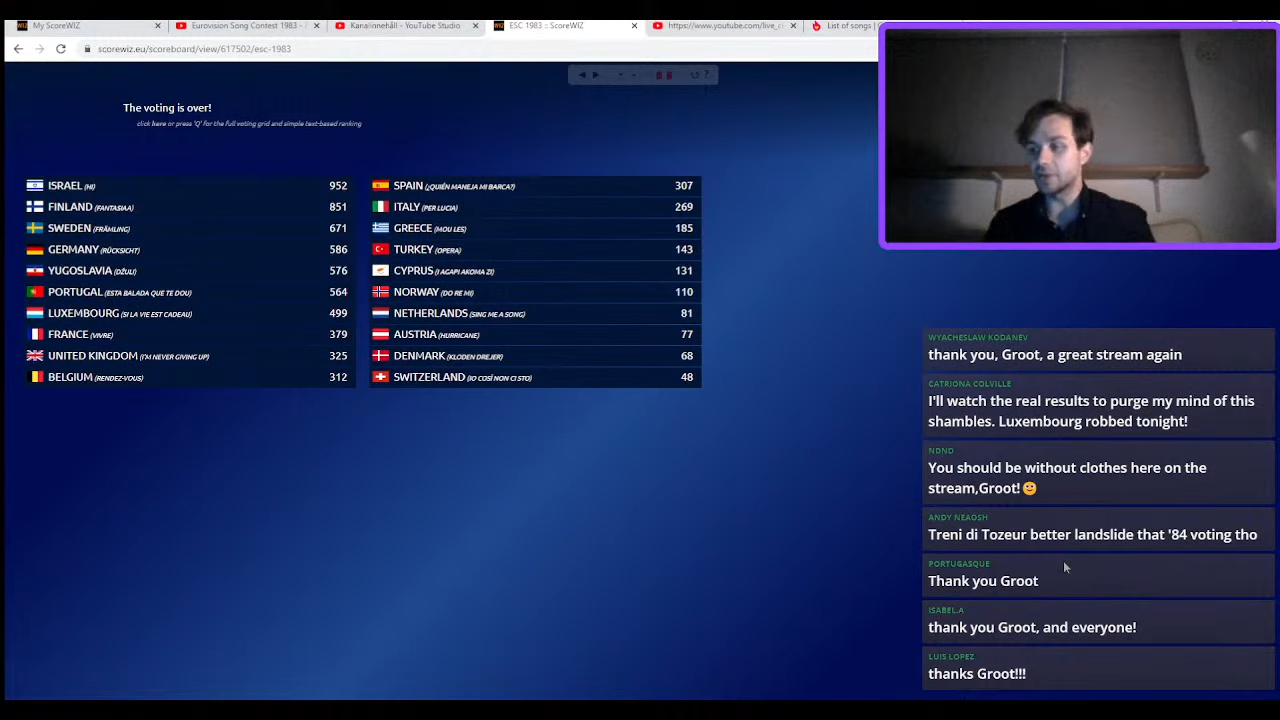 My ScoreWIZ
Eurovision Song Contest 1983 -
Kanalinnehåll - YouTube Studio
ESC 1983 :: ScoreWIZ
https://www.youtube.com/live_c
List of songs
scorewiz.eu/scoreboard/view/617502/esc-1983
The voting is over!
click here or press 'Q' for the full voting grid and simple text-based ranking
ISRAEL (HI) 952
FINLAND (FANTASIAA) 851
SWEDEN (FRÄMLING) 671
GERMANY (RÜCKSICHT) 586
YUGOSLAVIA (DŽULI) 576
PORTUGAL (ESTA BALADA QUE TE DOU) 564
LUXEMBOURG (SI LA VIE EST CADEAU) 499
FRANCE (VIVRE) 379
UNITED KINGDOM (I'M NEVER GIVING UP) 325
BELGIUM (RENDEZ-VOUS) 312
SPAIN (¿QUIÉN MANEJA MI BARCA?) 307
ITALY (PER LUCIA) 269
GREECE (MOU LES) 185
TURKEY (OPERA) 143
CYPRUS (I AGAPI AKOMA ZI) 131
NORWAY (DO RE MI) 110
NETHERLANDS (SING ME A SONG) 81
AUSTRIA (HURRICANE) 77
DENMARK (KLODEN DREJER) 68
SWITZERLAND (IO COSÌ NON CI STO) 48
WYACHESLAW KODANEV
thank you, Groot, a great stream again
CATRIONA COLVILLE
I'll watch the real results to purge my mind of this
shambles. Luxembourg robbed tonight!
NDND
You should be without clothes here on the
stream,Groot!🙂
ANDY NEAOSH
Treni di Tozeur better landslide that '84 voting tho
PORTUGASQUE
Thank you Groot
ISABEL.A
thank you Groot, and everyone!
LUIS LOPEZ
thanks Groot!!!